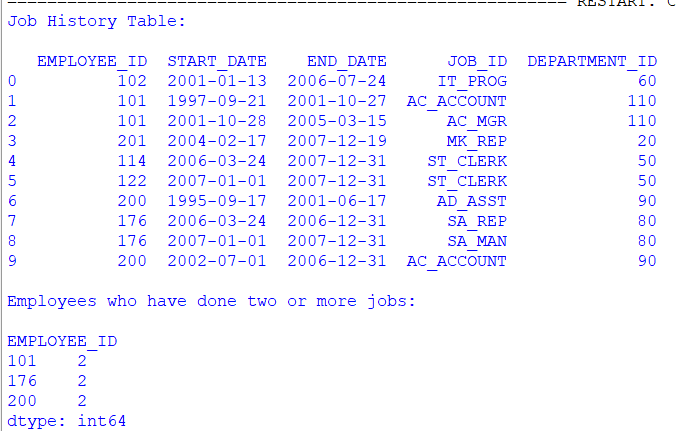 RESTART: C
Job History Table:
EMPLOYEE_ID START_DATE END_DATE JOB_ID DEPARTMENT_ID
0 102 2001-01-13 2006-07-24 IT_PROG 60
1 101 1997-09-21 2001-10-27 AC_ACCOUNT 110
2 101 2001-10-28 2005-03-15 AC_MGR 110
3 201 2004-02-17 2007-12-19 MK_REP 20
4 114 2006-03-24 2007-12-31 ST_CLERK 50
5 122 2007-01-01 2007-12-31 ST_CLERK 50
6 200 1995-09-17 2001-06-17 AD_ASST 90
7 176 2006-03-24 2006-12-31 SA_REP 80
8 176 2007-01-01 2007-12-31 SA_MAN 80
9 200 2002-07-01 2006-12-31 AC_ACCOUNT 90
Employees who have done two or more jobs:
EMPLOYEE_ID
101 2
176 2
200 2
dtype: int64